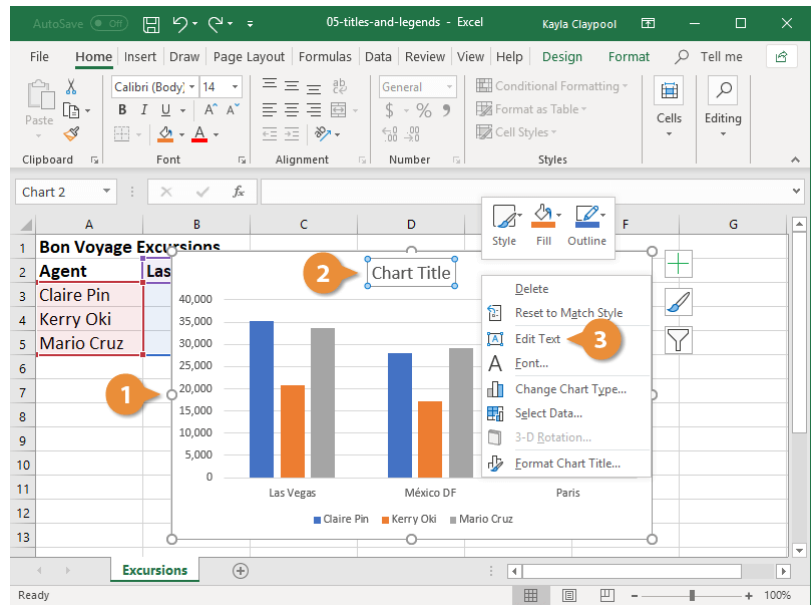 AutoSave Off 05-titles-and-legends - Excel Kayla Claypool
File Home Insert Draw Page Layout Formulas Data Review View Help Design Format Tell me
Paste
Calibri (Body) 14
B I U A A A
ab
General
$ - % 9
Conditional Formatting
Format as Table
Cell Styles
Cells
Editing
Clipboard Font Alignment Number Styles
Chart 2 fx
Style Fill Outline
A B C D F G
1 Bon Voyage Excursions
2 Agent Las
3 Claire Pin
4 Kerry Oki
5 Mario Cruz
6
7
8
9
10
11
12
13
2 Chart Title
1
40,000
35,000
30,000
25,000
20,000
15,000
10,000
5,000
0
Las Vegas México DF Paris
Claire Pin Kerry Oki Mario Cruz
Delete
Reset to Match Style
Edit Text 3
Font...
Change Chart Type...
Select Data...
3-D Rotation...
Format Chart Title...
Excursions
Ready 100%